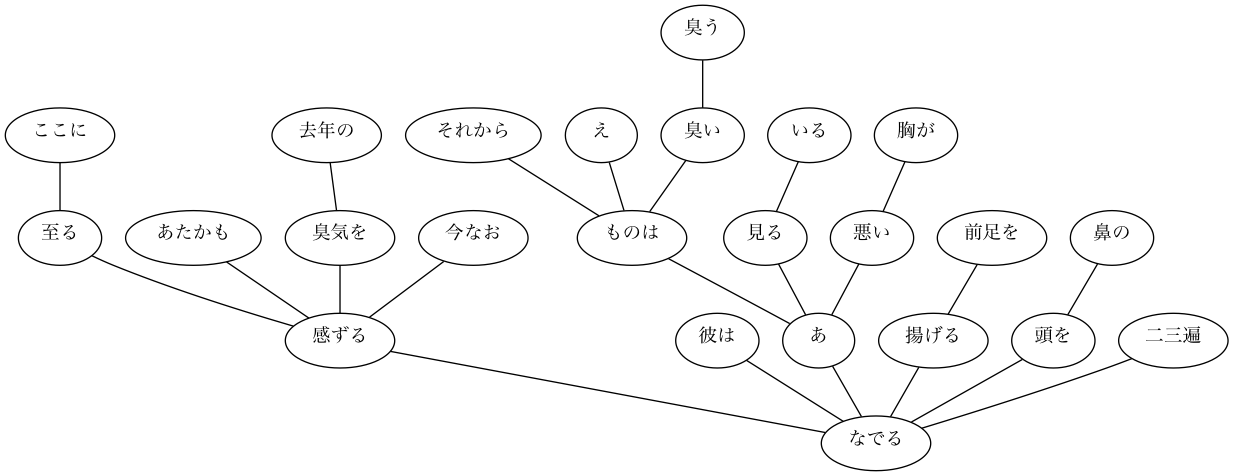 臭う
ここに
去年の
それから
え
臭い
いる
胸が
至る
あたかも
臭気を
今なお
ものは
見る
悪い
前足を
鼻の
感ずる
彼は
あ
揚げる
頭を
二三遍
なでる